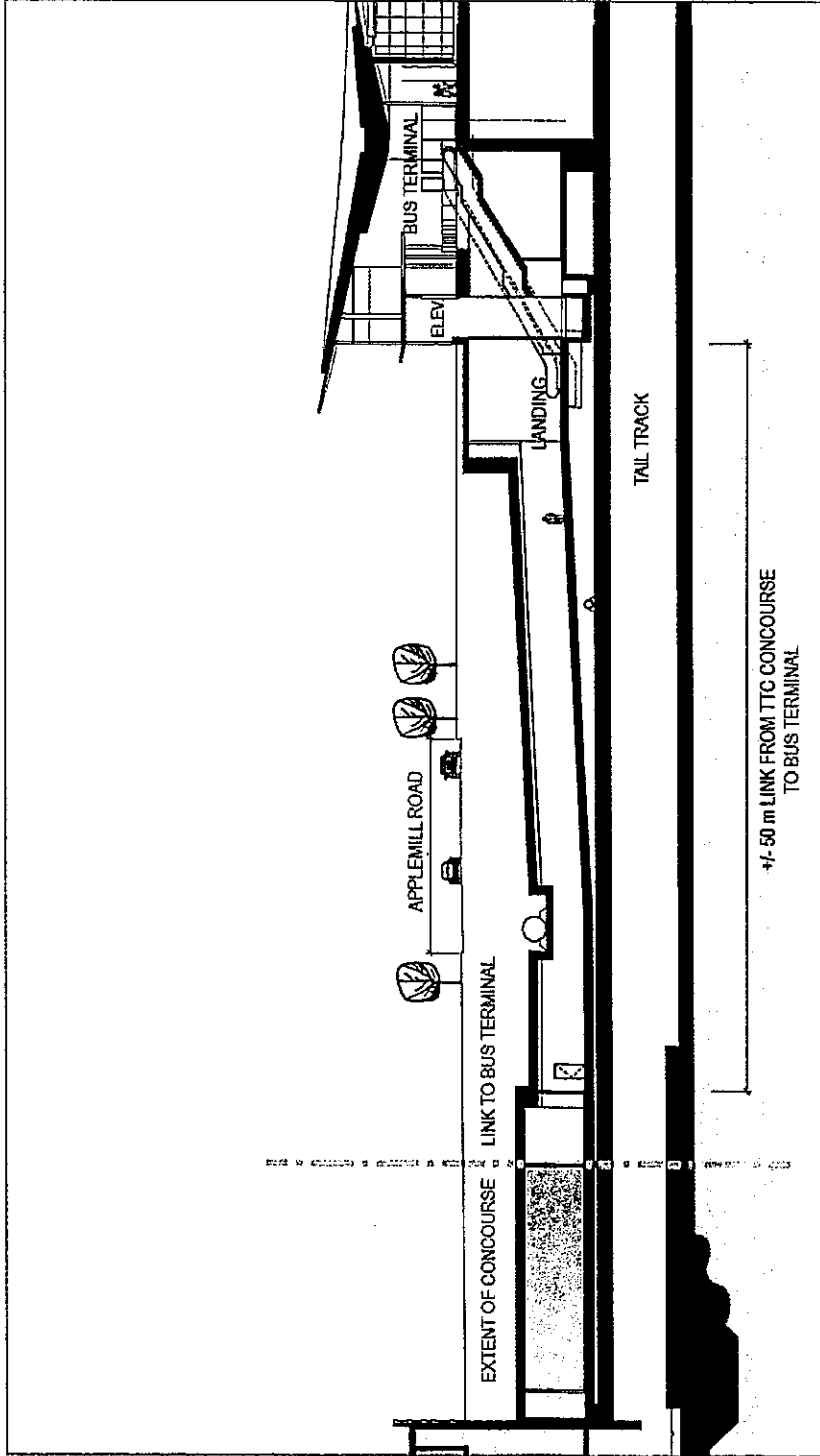 BUS TERMINAL
ELEV
LANDING
APPLEMILL ROAD
LINK TO BUS TERMINAL
EXTENT OF CONCOURSE
TAIL TRACK
+/- 50 m LINK FROM TTC CONCOURSE
TO BUS TERMINAL